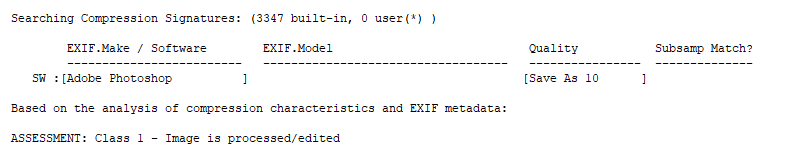 Searching Compression Signatures: (3347 built-in, 0 user(*) )
EXIF.Make / Software EXIF.Model Quality Subsamp Match?
------------------------- ----------------------------------- ---------------- --------------
SW :[Adobe Photoshop ] [Save As 10 ]
Based on the analysis of compression characteristics and EXIF metadata:
ASSESSMENT: Class 1 - Image is processed/edited